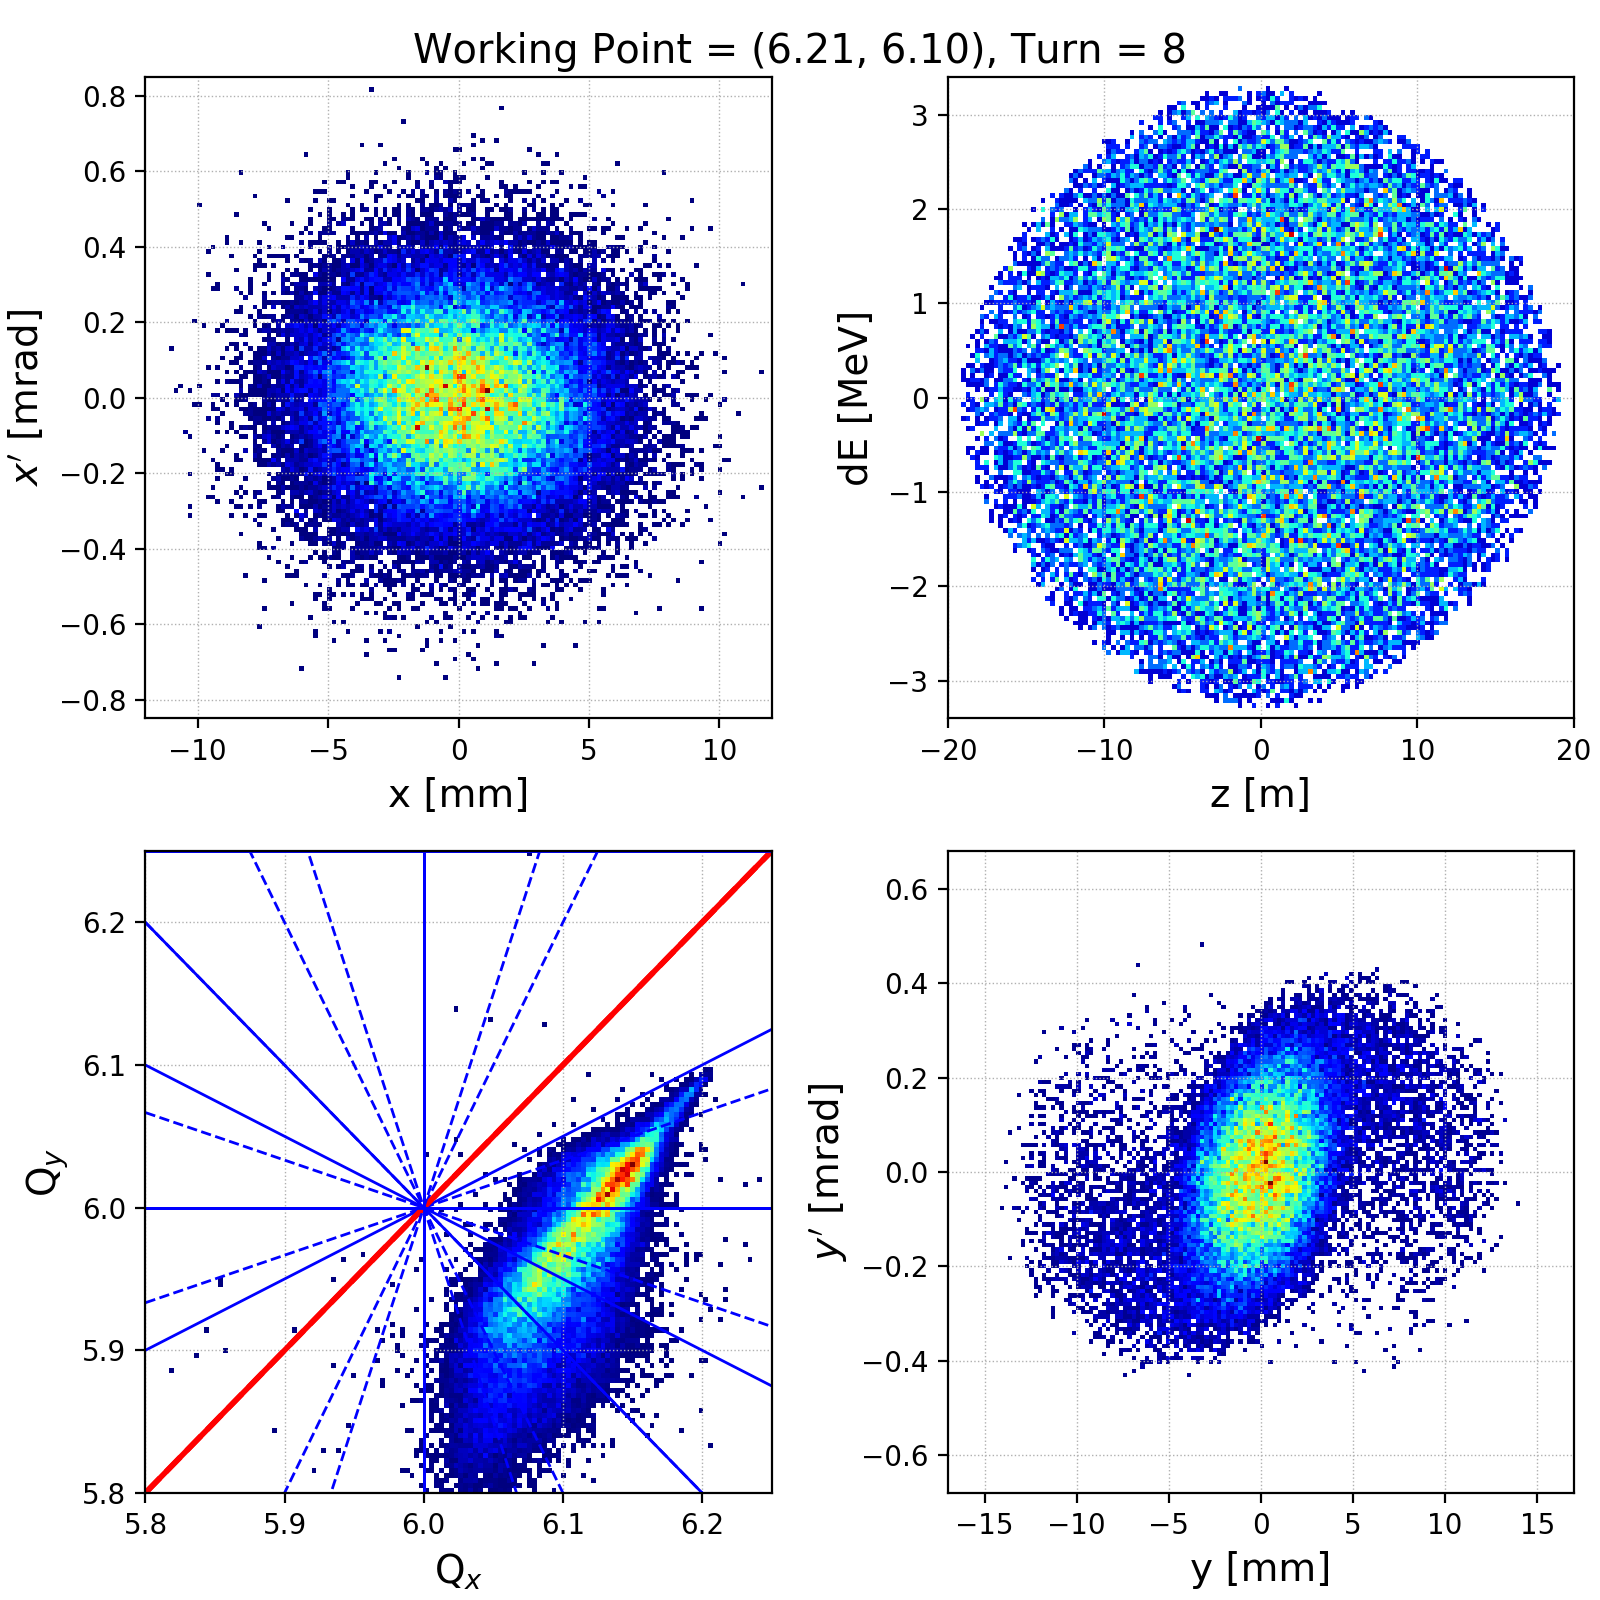 Working Point = (6.21, 6.10), Turn = 8
0.8
0.6
0.4
0.2
0.0
−0.2
−0.4
−0.6
−0.8
x′ [mrad]
−10 −5 0 5 10
x [mm]
3
2
1
0
−1
−2
−3
dE [MeV]
−20 −10 0 10 20
z [m]
6.2
6.1
6.0
5.9
5.8
Qy
5.8 5.9 6.0 6.1 6.2
Qx
0.6
0.4
0.2
0.0
−0.2
−0.4
−0.6
y′ [mrad]
−15 −10 −5 0 5 10 15
y [mm]